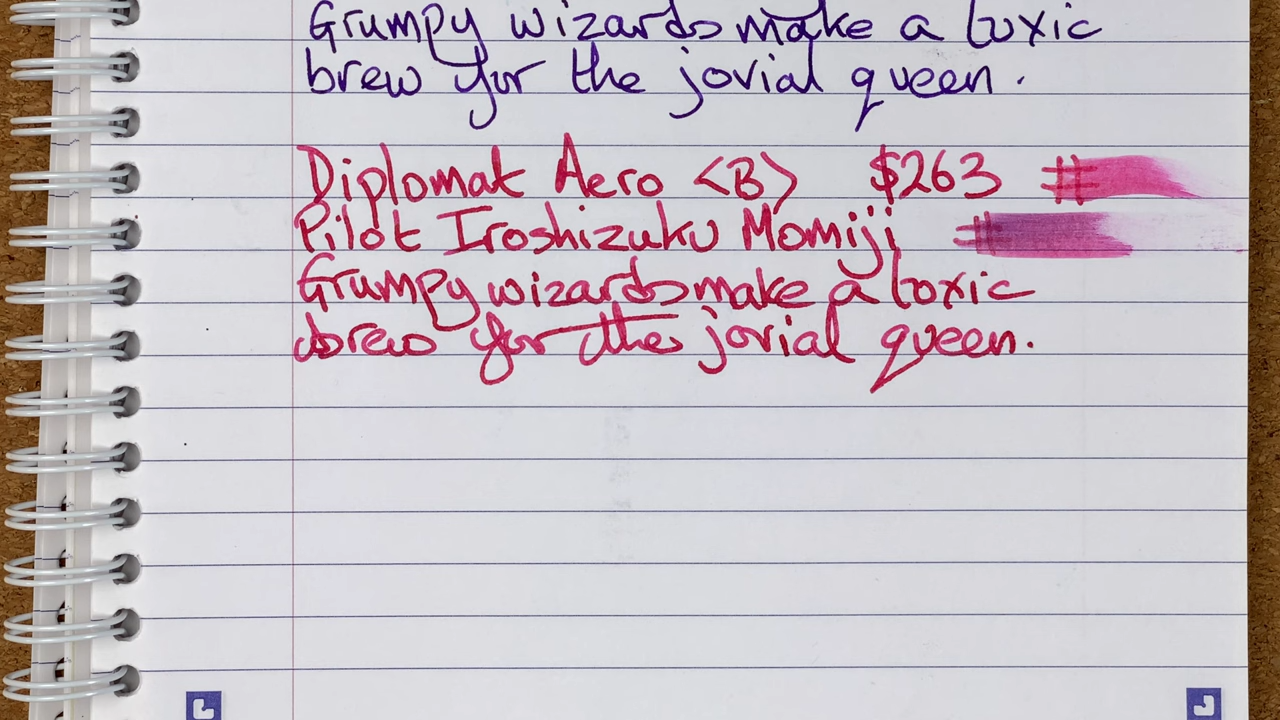 Grumpy wizards make a toxic
brew for the jovial queen.
Diplomat Aero <B> $263
Pilot Iroshizuku Momiji
Grumpy wizards make a toxic
brew for the jovial queen.